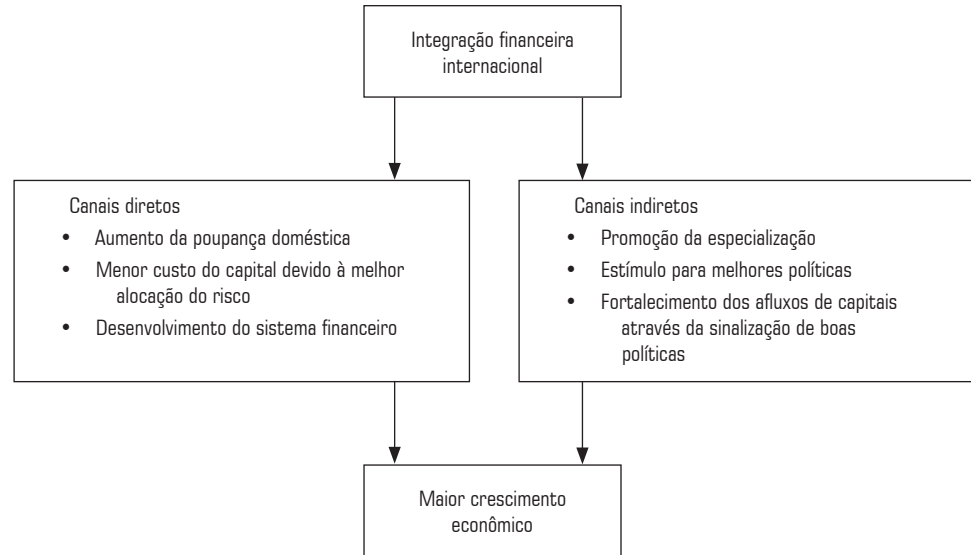 Integração financeira
internacional
Canais diretos
• Aumento da poupança doméstica
• Menor custo do capital devido à melhor
alocação do risco
• Desenvolvimento do sistema financeiro
Canais indiretos
• Promoção da especialização
• Estímulo para melhores políticas
• Fortalecimento dos afluxos de capitais
através da sinalização de boas
políticas
Maior crescimento
econômico